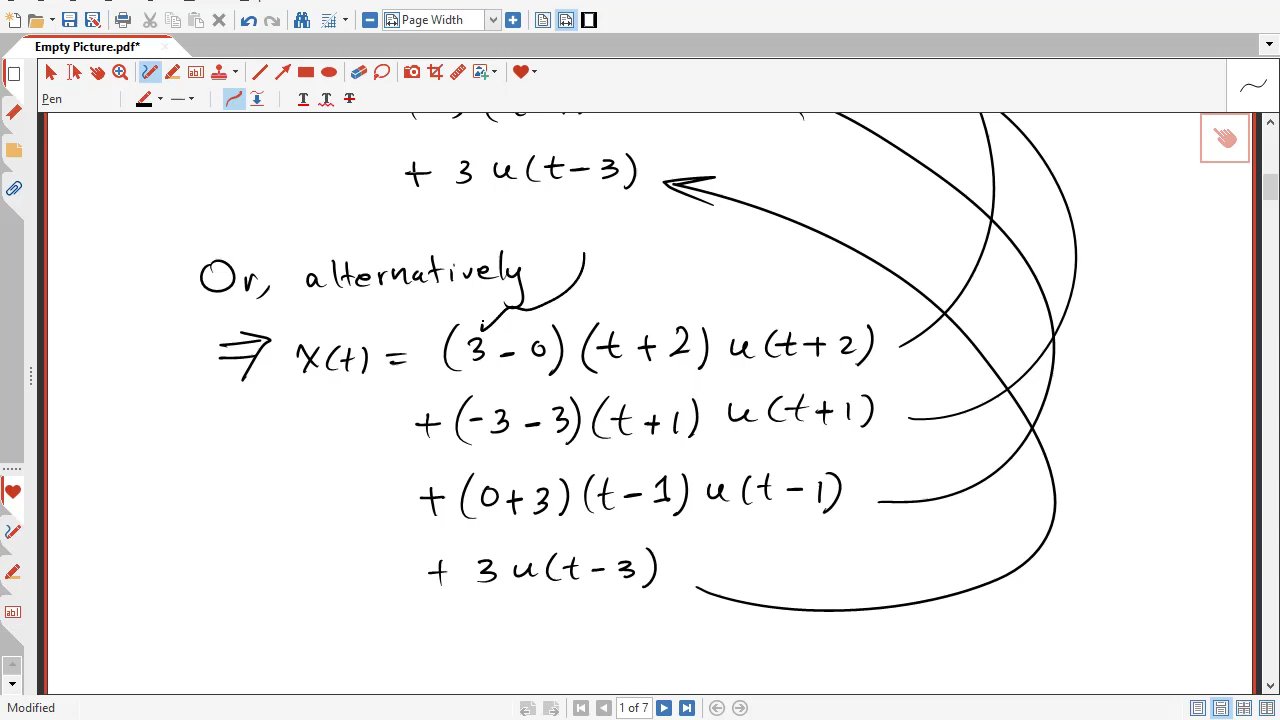 Page Width
Empty Picture.pdf*
Pen
+ 3 u(t-3)
Or, alternatively
⇒ x(t) = (3-0)(t+2) u(t+2)
+(-3-3)(t+1) u(t+1)
+(0+3)(t-1) u(t-1)
+ 3 u(t-3)
Modified
1 of 7